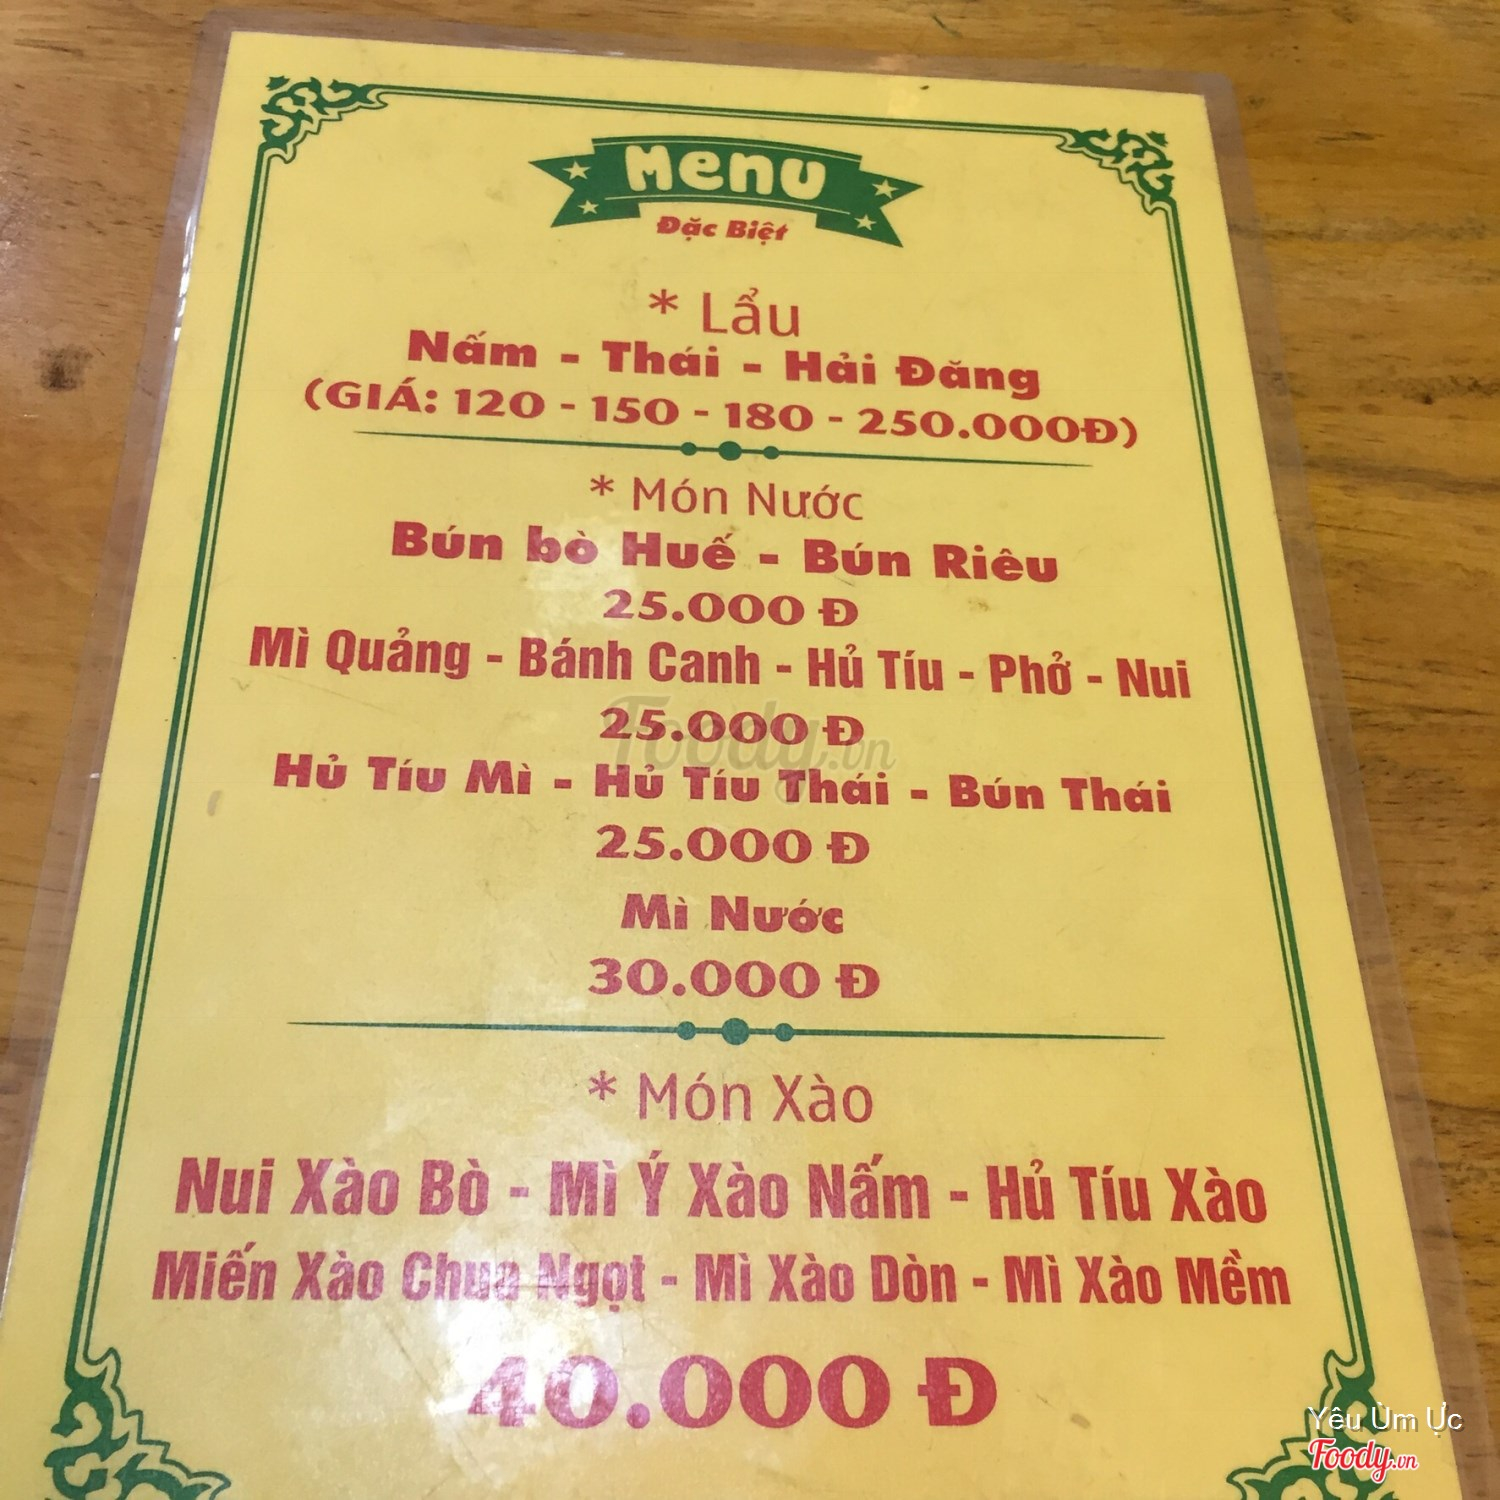 Menu
Đặc Biệt
* Lẩu
Nấm - Thái - Hải Đăng
(GIÁ: 120 - 150 - 180 - 250.000Đ)
* Món Nước
Bún bò Huế - Bún Riêu
25.000 Đ
Mì Quảng - Bánh Canh - Hủ Tíu - Phở - Nui
25.000 Đ
Hủ Tíu Mì - Hủ Tíu Thái - Bún Thái
25.000 Đ
Mì Nước
30.000 Đ
* Món Xào
Nui Xào Bò - Mì Ý Xào Nấm - Hủ Tíu Xào
Miến Xào Chua Ngọt - Mì Xào Dòn - Mì Xào Mềm
40.000 Đ
Foody.vn
Yêu Ùm Ực
Foody.vn